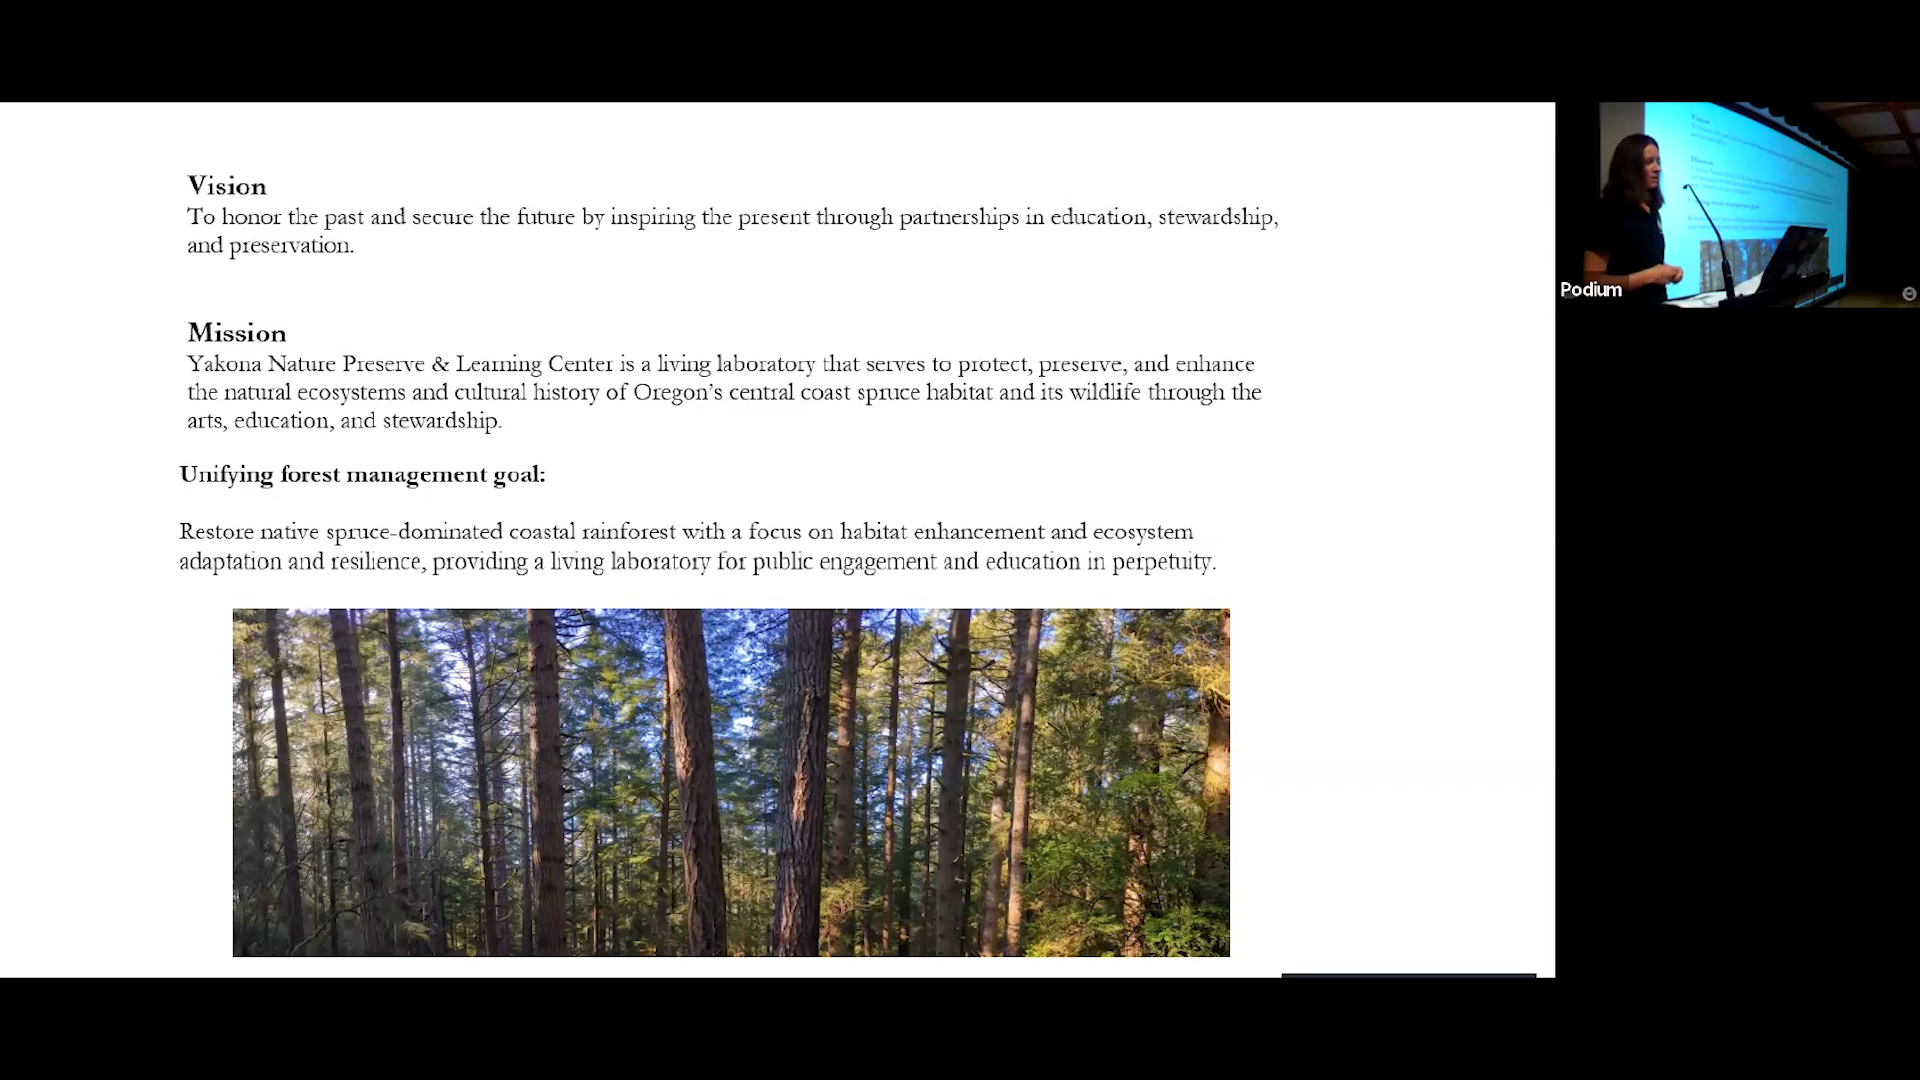 Vision
To honor the past and secure the future by inspiring the present through partnerships in education, stewardship,
and preservation.
Mission
Yakona Nature Preserve & Learning Center is a living laboratory that serves to protect, preserve, and enhance
the natural ecosystems and cultural history of Oregon’s central coast spruce habitat and its wildlife through the
arts, education, and stewardship.
Unifying forest management goal:
Restore native spruce-dominated coastal rainforest with a focus on habitat enhancement and ecosystem
adaptation and resilience, providing a living laboratory for public engagement and education in perpetuity.
Podium